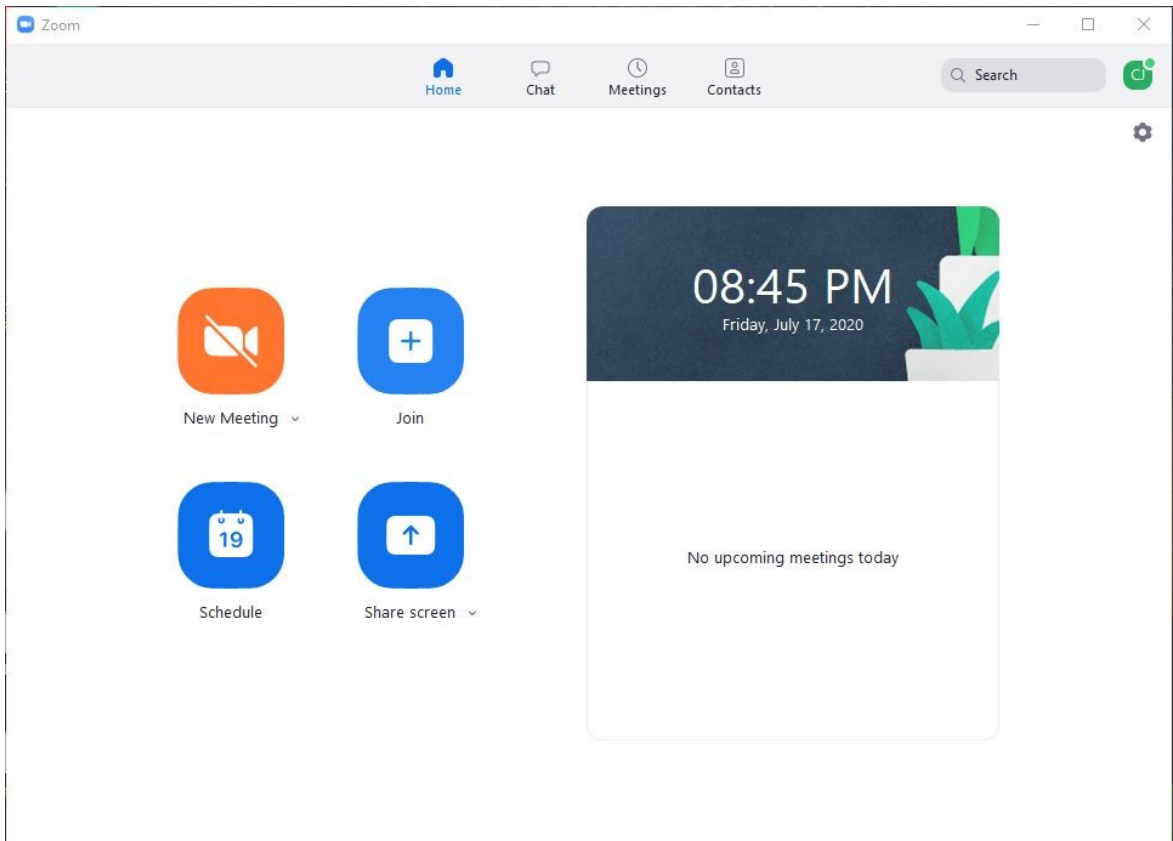 Zoom
Home
Chat
Meetings
Contacts
Search
CJ
08:45 PM
Friday, July 17, 2020
New Meeting
Join
19
Schedule
Share screen
No upcoming meetings today